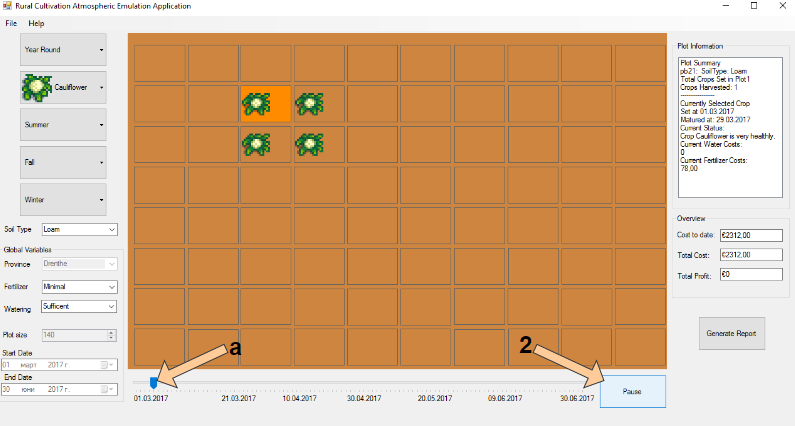 Rural Cultivation Atmospheric Emulation Application
File Help
Year Round
Cauliflower
Summer
Fall
Winter
Soil Type Loam
Global Variables
Province Drenthe
Fertilizer Minimal
Watering Sufficent
Plot size 140
Start Date
01 март 2017 г.
End Date
30 юни 2017 г.
a
2
01.03.2017 21.03.2017 10.04.2017 30.04.2017 20.05.2017 09.06.2017 30.06.2017
Pause
Plot Information
Plot Summary
pb21: SoilType: Loam
Total Crops Set in Plot1
Crops Harvested: 1
Currently Selected Crop
Set at 01.03.2017
Matured at: 29.03.2017
Current Status:
Crop Cauliflower is very healthly.
Current Water Costs:
0
Current Fertilizer Costs:
78,00
Overview
Cost to date: €2312,00
Total Cost: €2312,00
Total Profit: €0
Generate Report